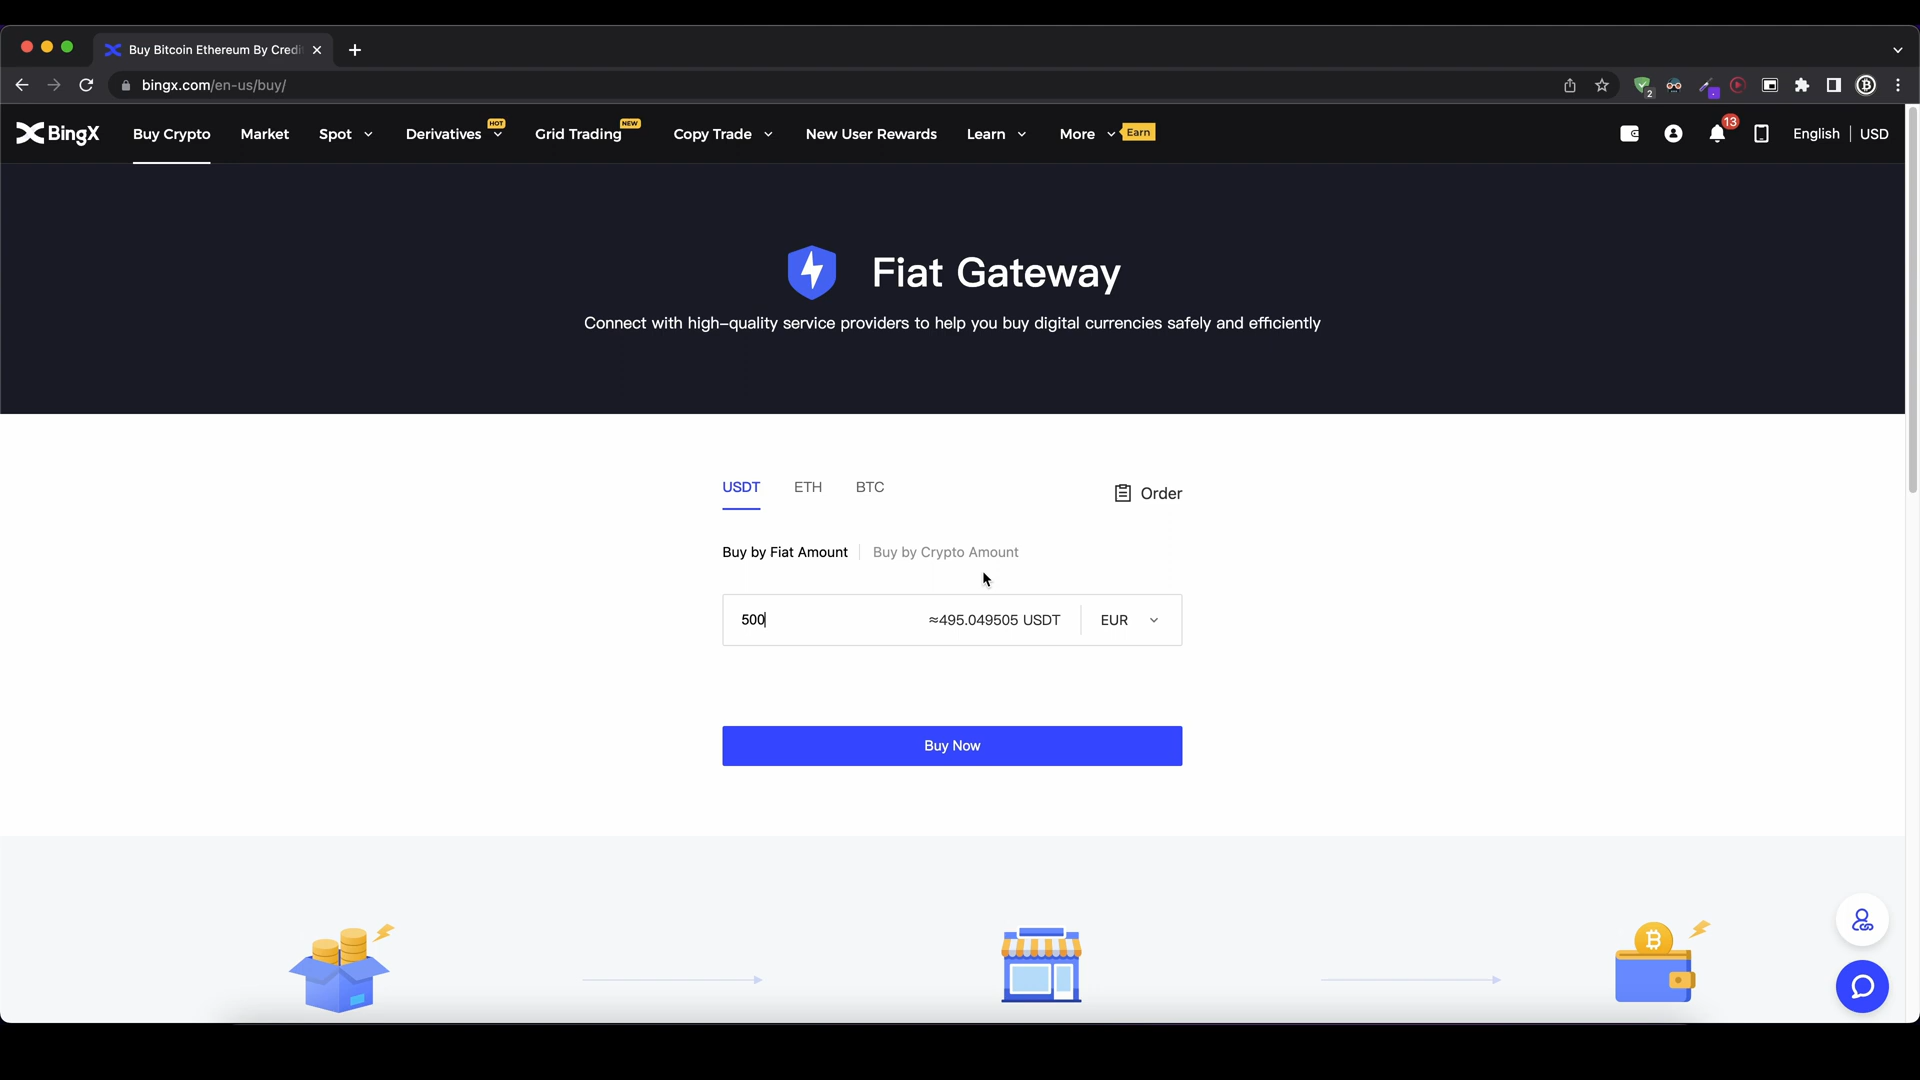 Buy Bitcoin Ethereum By Credi
bingx.com/en-us/buy/
2
BingX
Buy Crypto
Market
Spot
Derivatives
HOT
Grid Trading
NEW
Copy Trade
New User Rewards
Learn
More
Earn
13
English
USD
Fiat Gateway
Connect with high-quality service providers to help you buy digital currencies safely and efficiently
USDT
ETH
BTC
Order
Buy by Fiat Amount
Buy by Crypto Amount
500
≈495.049505 USDT
EUR
Buy Now